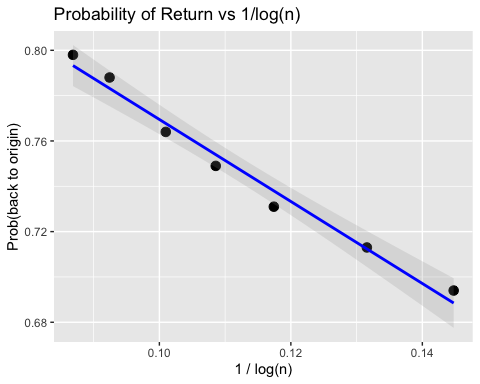 Probability of Return vs 1/log(n)
Prob(back to origin)
0.80
0.76
0.72
0.68
0.10
0.12
0.14
1 / log(n)